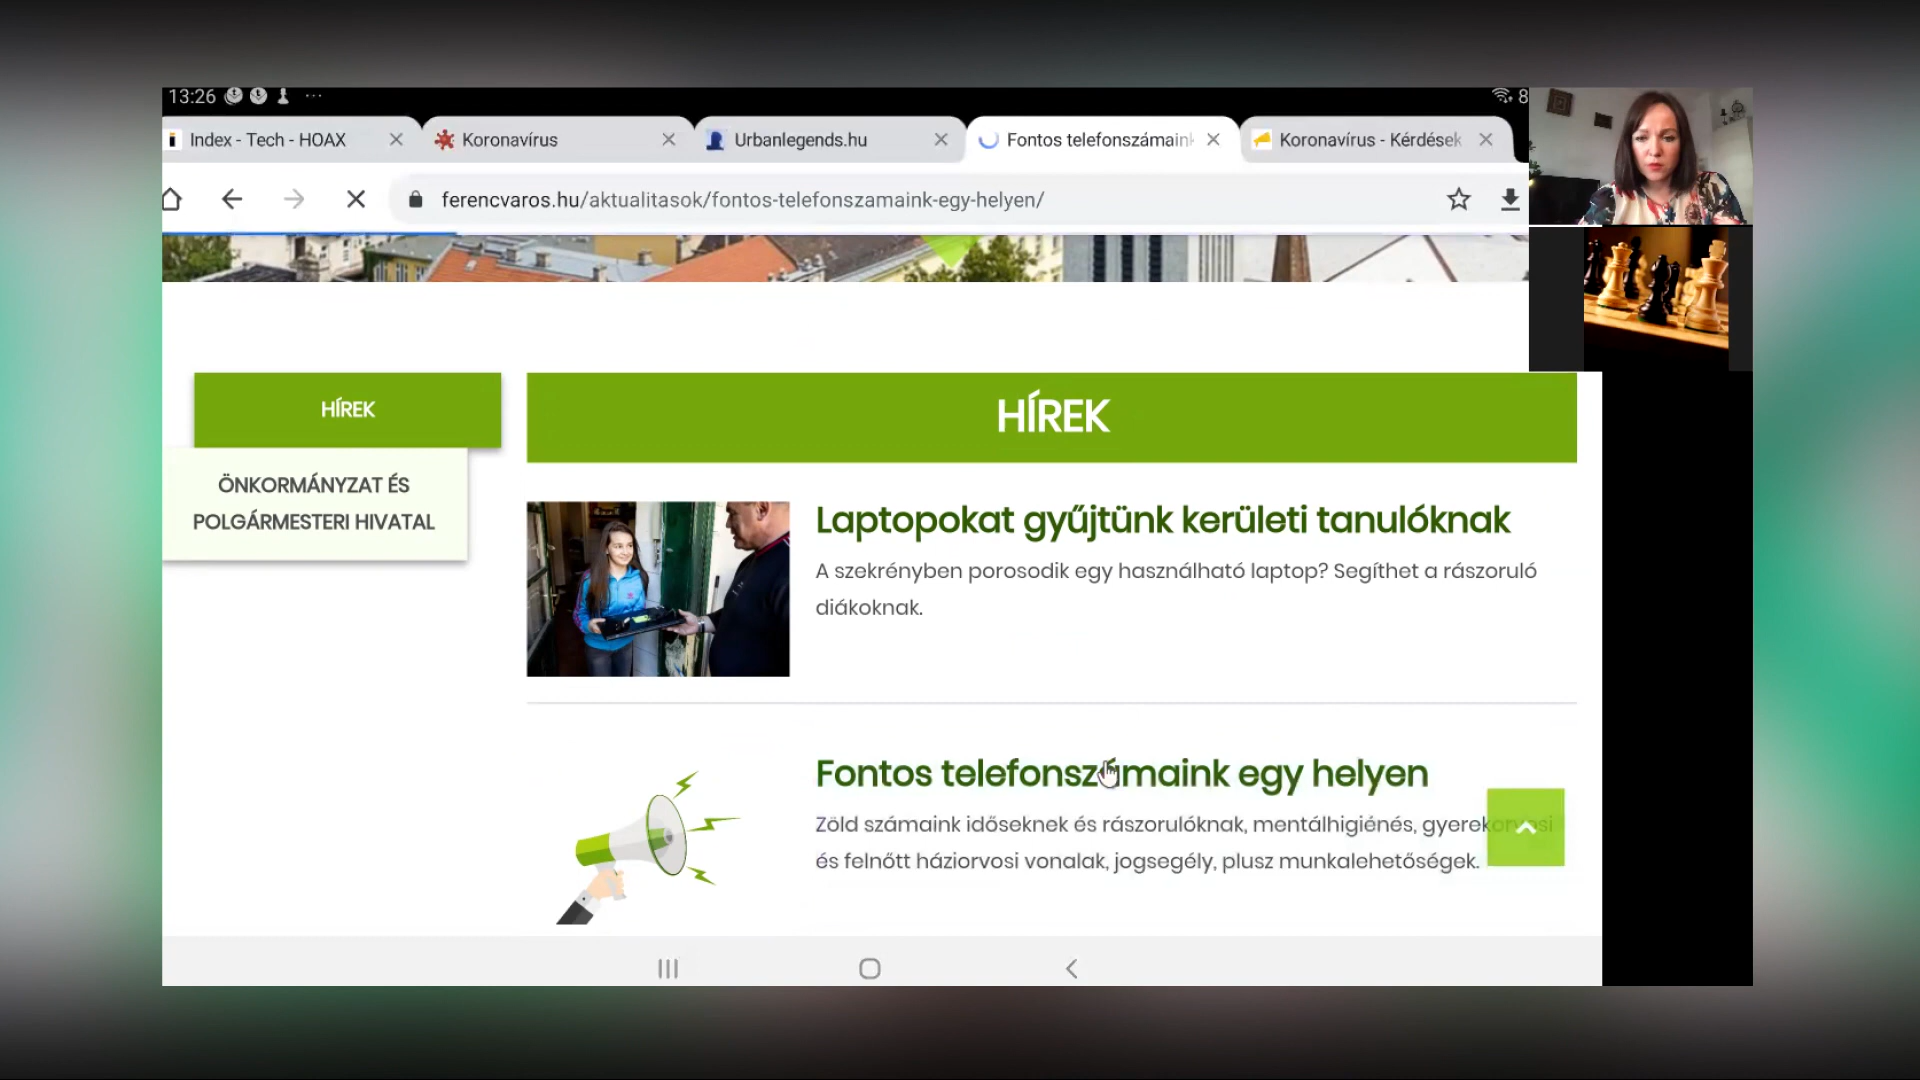 13:26
8
Index - Tech - HOAX
Koronavírus
Urbanlegends.hu
Fontos telefonszámaink
Koronavírus - Kérdések
ferencvaros.hu/aktualitasok/fontos-telefonszamaink-egy-helyen/
HÍREK
ÖNKORMÁNYZAT ÉS
POLGÁRMESTERI HIVATAL
HÍREK
Laptopokat gyűjtünk kerületi tanulóknak
A szekrényben porosodik egy használható laptop? Segíthet a rászoruló
diákoknak.
Fontos telefonszámaink egy helyen
Zöld számaink időseknek és rászorulóknak, mentálhigiénés, gyerekorvosi
és felnőtt háziorvosi vonalak, jogsegély, plusz munkalehetőségek.